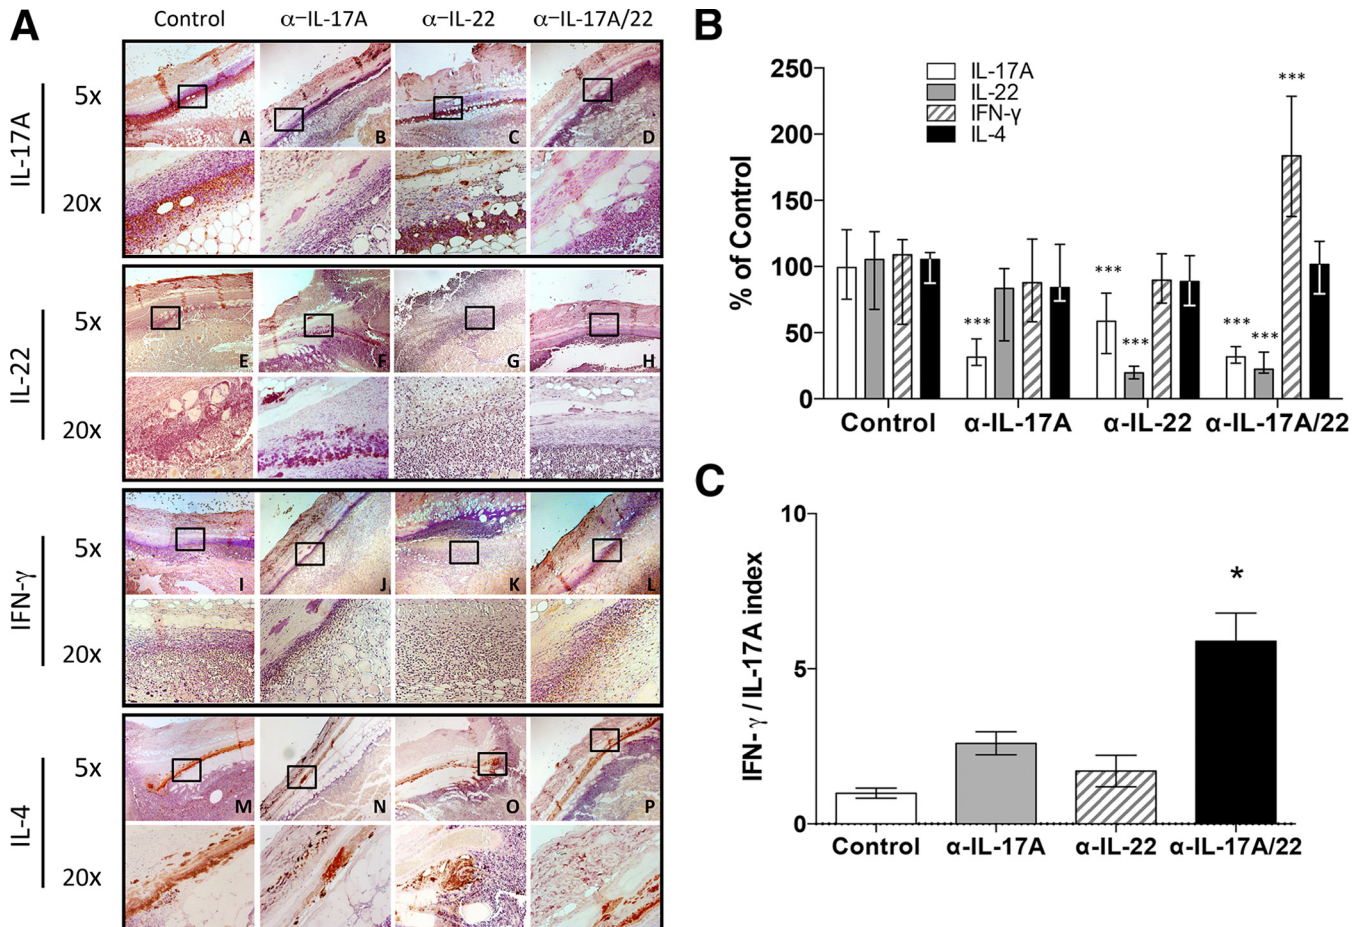 A
Control α−IL-17A α−IL-22 α−IL-17A/22
IL-17A
5x
A B C D
20x
IL-22
5x
E F G H
20x
IFN-γ
5x
I J K L
20x
IL-4
5x
M N O P
20x
B
% of Control
250
200
150
100
50
0
IL-17A
IL-22
IFN-γ
IL-4
***
***
***
***
***
Control α-IL-17A α-IL-22 α-IL-17A/22
C
IFN- γ / IL-17A index
10
5
0
*
Control α-IL-17A α-IL-22 α-IL-17A/22